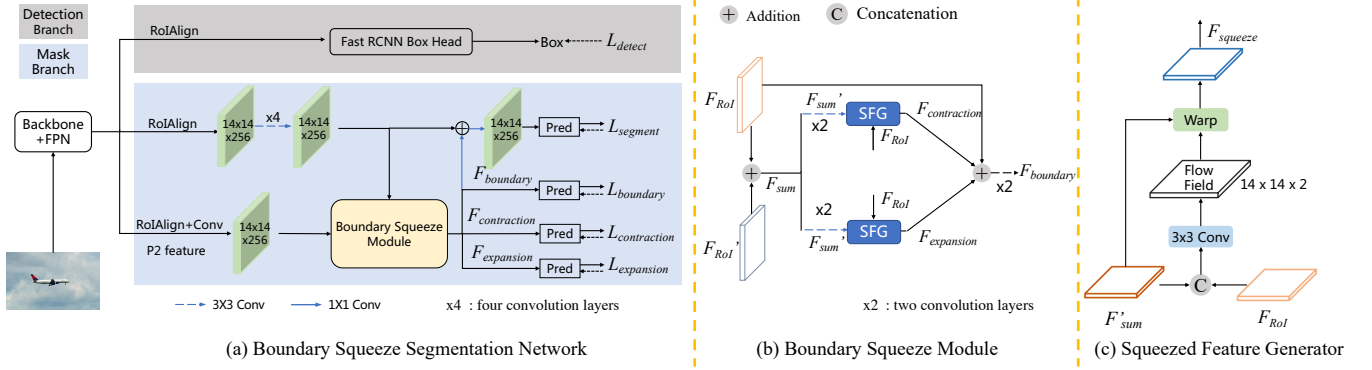 Detection
Branch
Mask
Branch
RoIAlign
Fast RCNN Box Head
Box
L_detect
Backbone
+FPN
RoIAlign
14x14
x256
x4
14x14
x256
14x14
x256
Pred
L_segment
F_boundary
Pred
L_boundary
RoIAlign+Conv
P2 feature
14x14
x256
Boundary Squeeze
Module
F_contraction
Pred
L_contraction
F_expansion
Pred
L_expansion
3X3 Conv
1X1 Conv
x4 : four convolution layers
(a) Boundary Squeeze Segmentation Network
+ Addition
C Concatenation
F_RoI
F_sum'
x2
SFG
F_contraction
F_RoI
+
F_sum
+
x2
F_boundary
x2
F_RoI
F_sum'
SFG
F_expansion
F_RoI'
x2 : two convolution layers
(b) Boundary Squeeze Module
F_squeeze
Warp
Flow
Field
14 x 14 x 2
3x3 Conv
C
F'_sum
F_RoI
(c) Squeezed Feature Generator